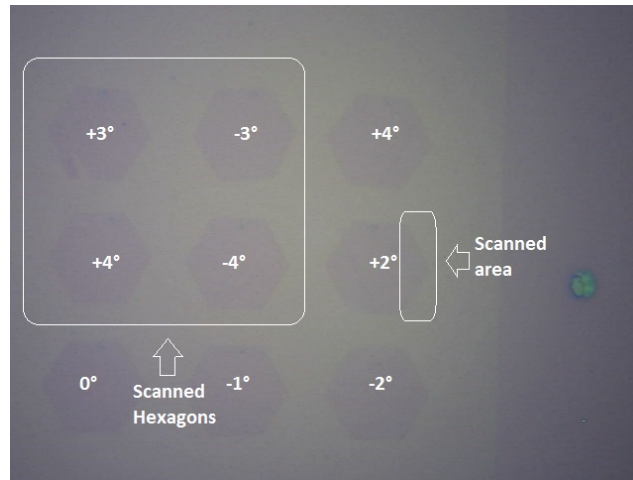 +3° -3° +4°
+4° -4° +2°
Scanned
area
0° -1° -2°
Scanned
Hexagons